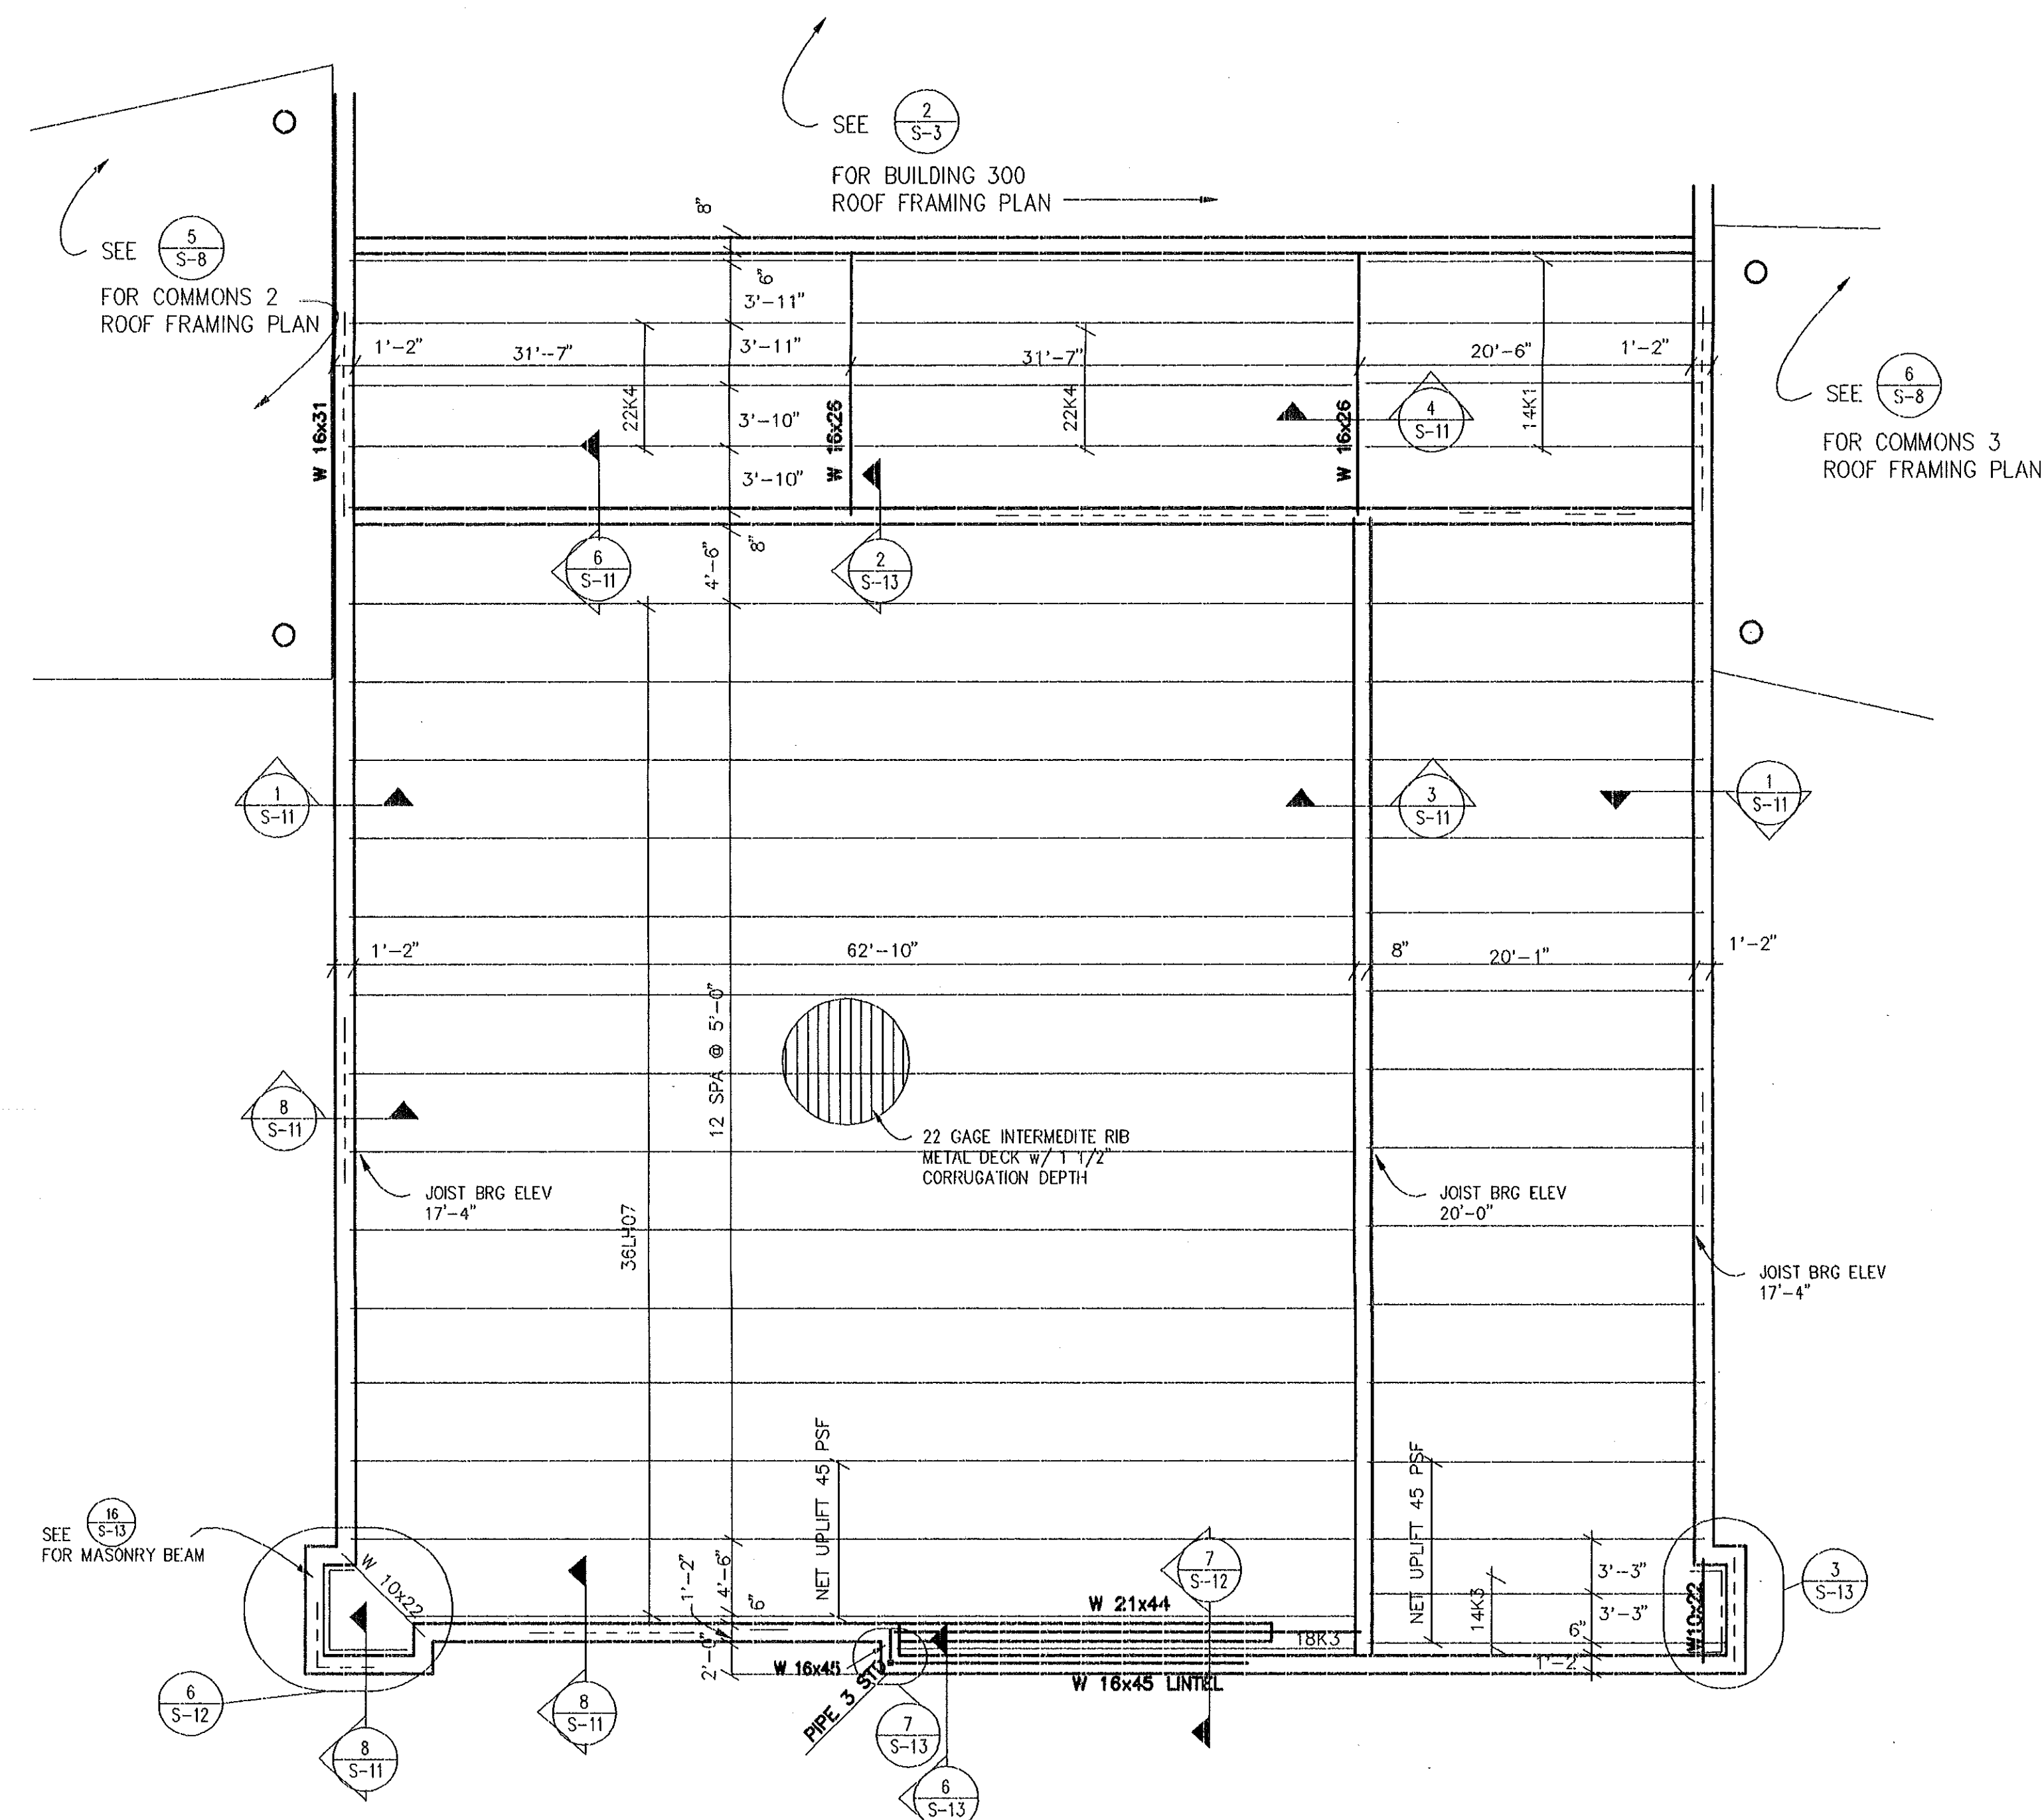 SEE
2
S-3
FOR BUILDING 300
ROOF FRAMING PLAN
SEE
5
S-8
FOR COMMONS 2
ROOF FRAMING PLAN
8"
6"
3'-11"
3'-11"
3'-10"
3'-10"
8"
4'-6"
1'-2"
31'-7"
31'-7"
20'-6"
1'-2"
W 16x31
22K4
W 16x26
22K4
W 16x26
14K1
4
S-11
SEE
6
S-8
FOR COMMONS 3
ROOF FRAMING PLAN
6
S-11
2
S-13
1
S-11
3
S-11
1
S-11
1'-2"
62'-10"
8"
20'-1"
1'-2"
12 SPA @ 5'-0"
8
S-11
22 GAGE INTERMEDITE RIB
METAL DECK w/ 1 1/2"
CORRUGATION DEPTH
JOIST BRG ELEV
17'-4"
JOIST BRG ELEV
20'-0"
JOIST BRG ELEV
17'-4"
36LH07
NET UPLIFT 45 PSF
NET UPLIFT 45 PSF
SEE
16
S-13
FOR MASONRY BEAM
W 10x22
1'-2"
4'-6"
6"
2'-0"
7
S-12
W 21x44
18K3
14K3
3'-3"
3'-3"
6"
1'-2"
W10x22
3
S-13
W 16x45
W 16x45 LINTEL
PIPE 3 STD
6
S-12
8
S-11
8
S-11
7
S-13
6
S-13